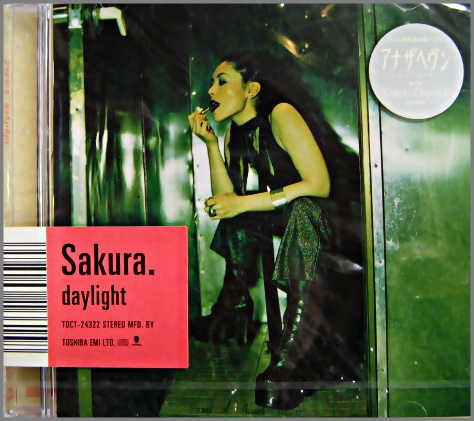 アナザヘヴン
Sakura.
daylight
TOCT-24322 STEREO MFD. BY
TOSHIBA EMI LTD.